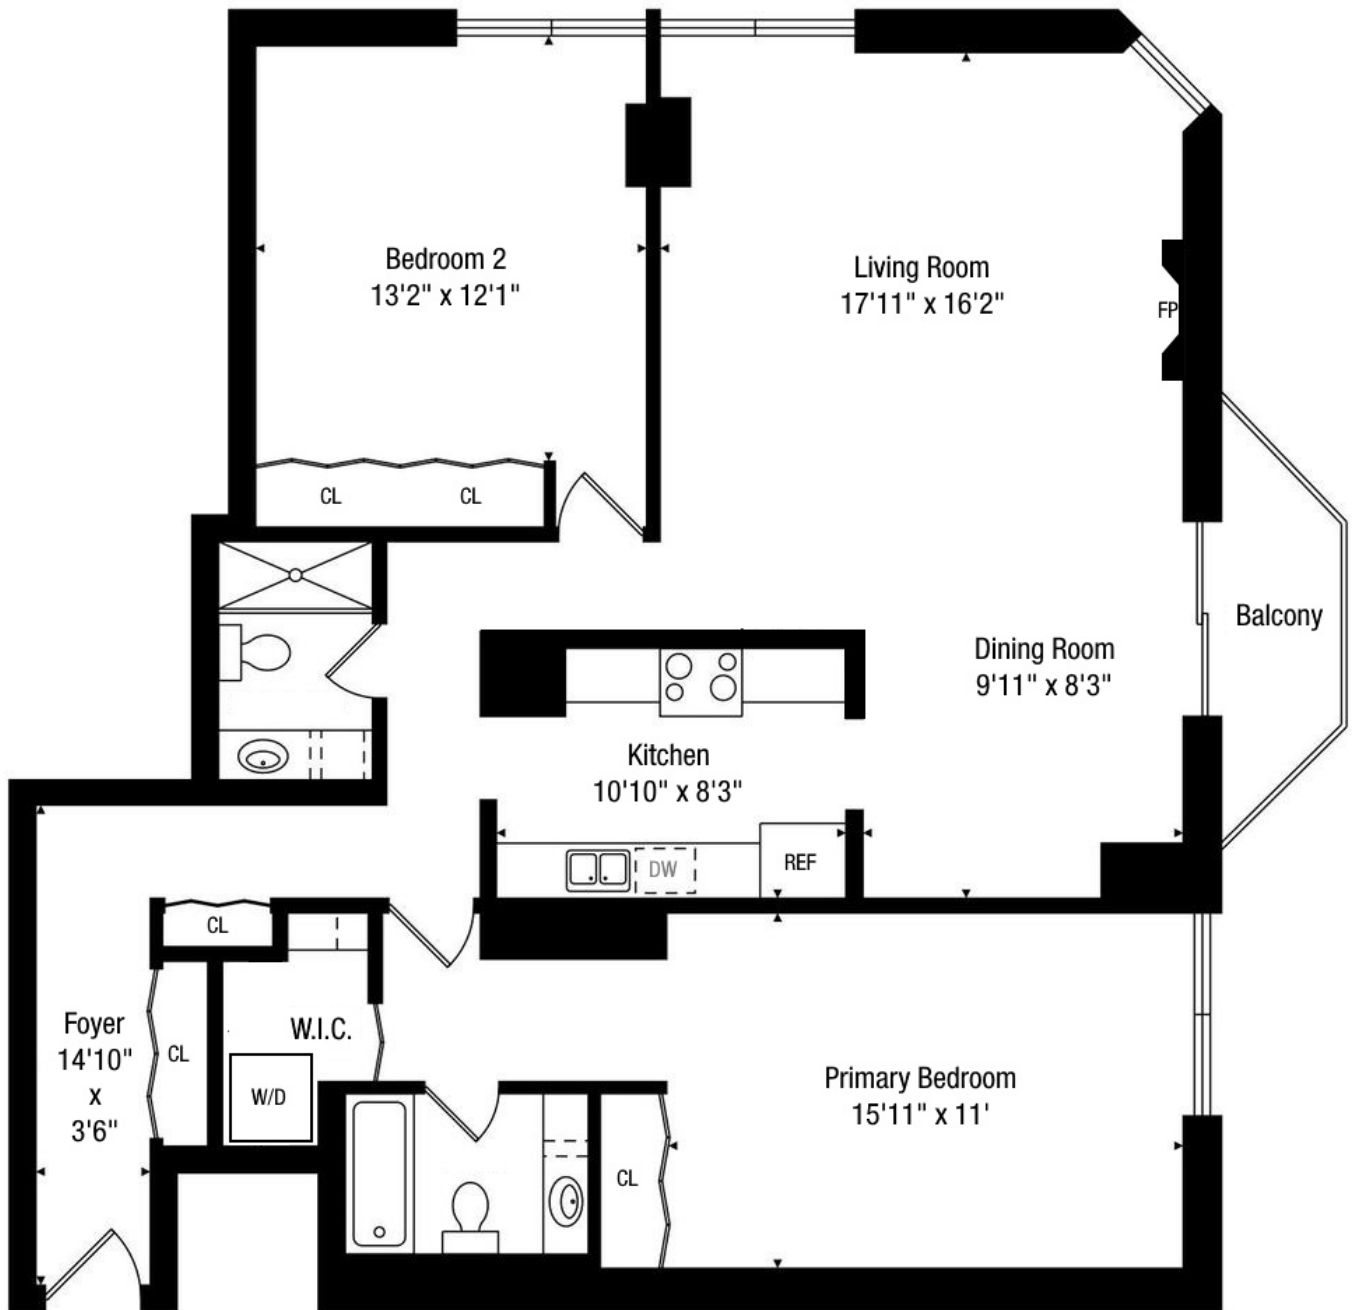 Bedroom 2
13'2" x 12'1"
Living Room
17'11" x 16'2"
FP
CL
CL
Balcony
Dining Room
9'11" x 8'3"
Kitchen
10'10" x 8'3"
DW
REF
CL
Foyer
14'10"
x
3'6"
CL
W.I.C.
W/D
Primary Bedroom
15'11" x 11'
CL